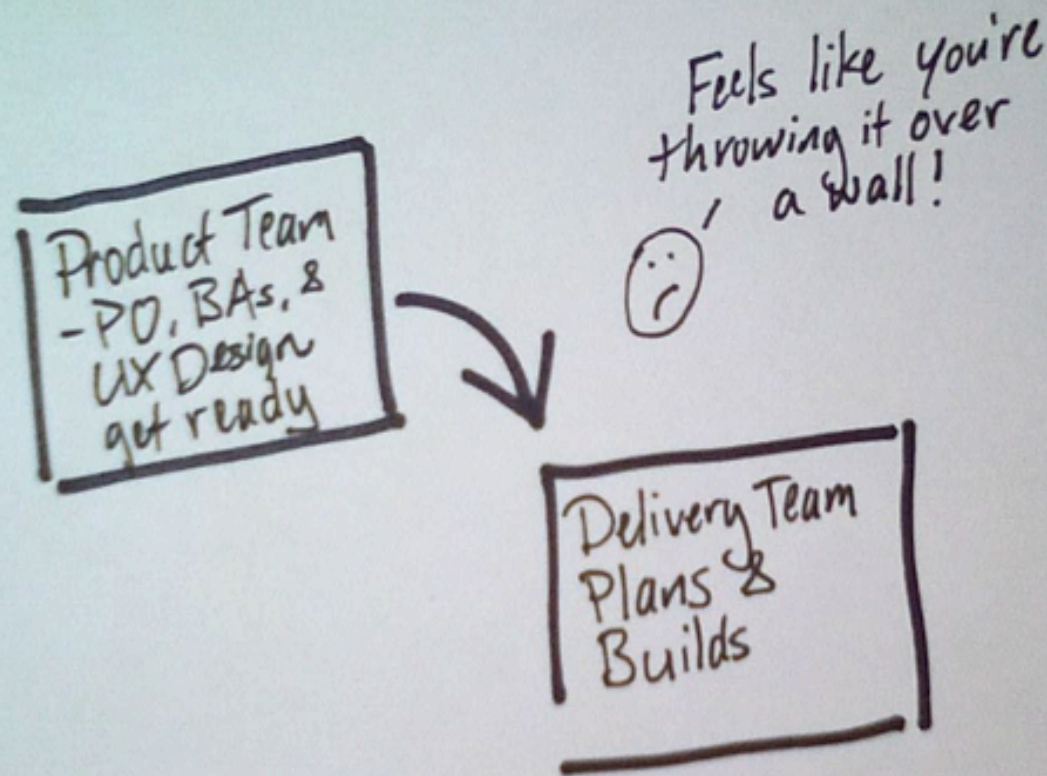 Feels like you're
throwing it over
a wall!
Product Team
-PO, BAs, &
UX Design
get ready
Delivery Team
Plans &
Builds